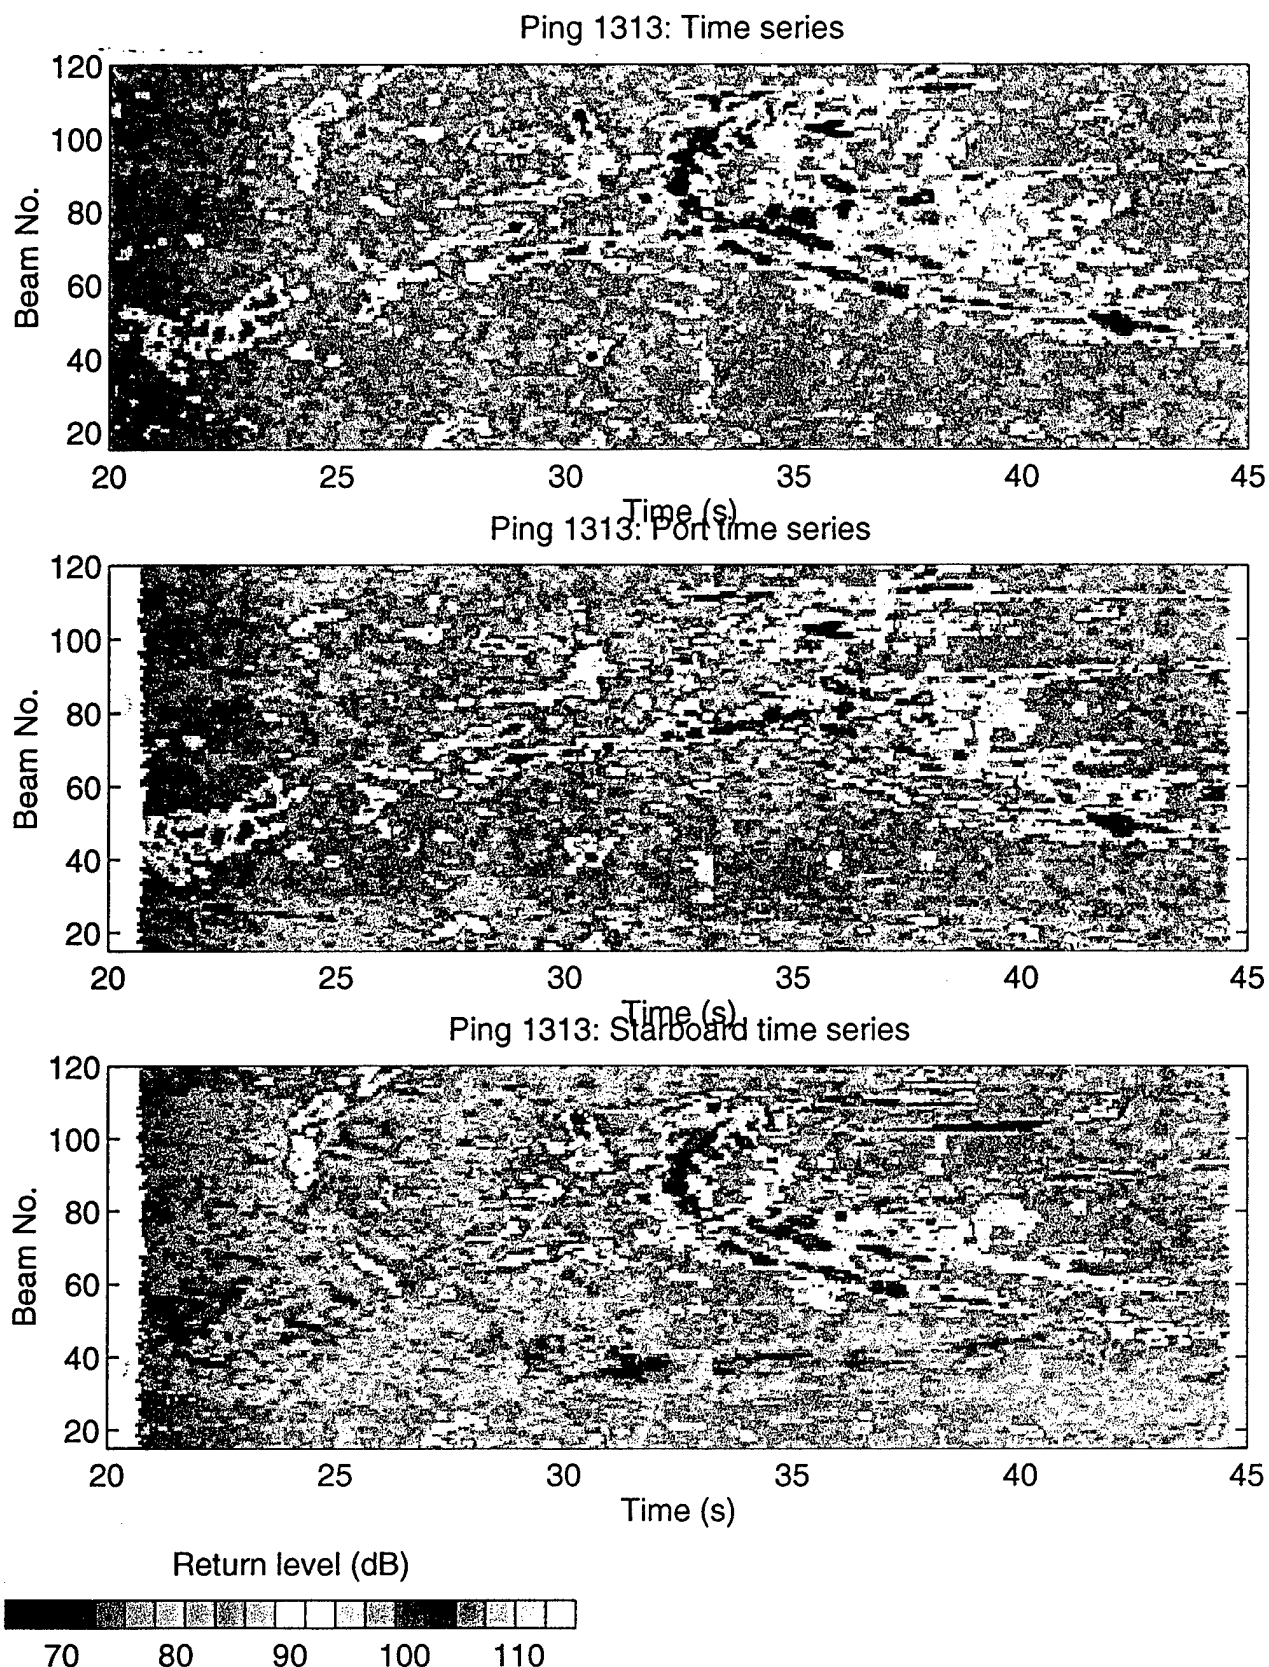 Ping 1313: Time series
120
100
80
60
40
20
Beam No.
20 25 30 35 40 45
Time (s)
Ping 1313: Port time series
120
100
80
60
40
20
Beam No.
20 25 30 35 40 45
Time (s)
Ping 1313: Starboard time series
120
100
80
60
40
20
Beam No.
20 25 30 35 40 45
Time (s)
Return level (dB)
70 80 90 100 110